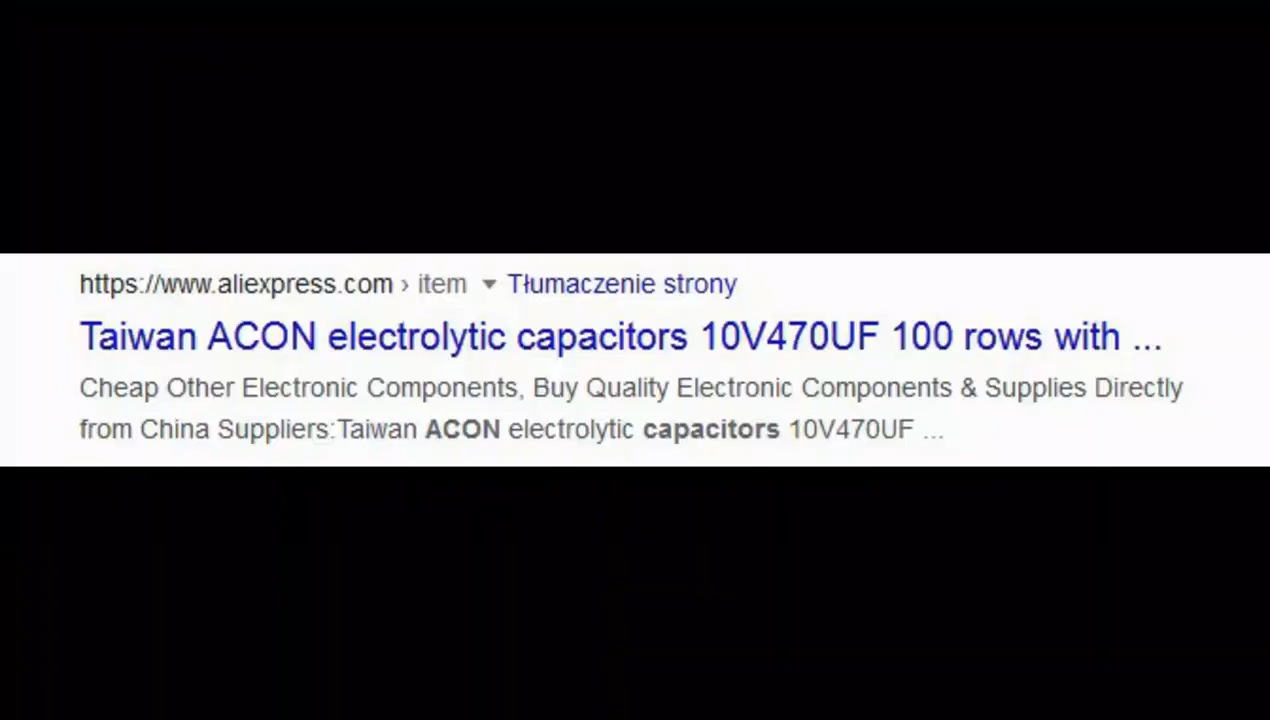 https://www.aliexpress.com › item ▼ Tłumaczenie strony
Taiwan ACON electrolytic capacitors 10V470UF 100 rows with ...
Cheap Other Electronic Components, Buy Quality Electronic Components & Supplies Directly
from China Suppliers:Taiwan ACON electrolytic capacitors 10V470UF ...